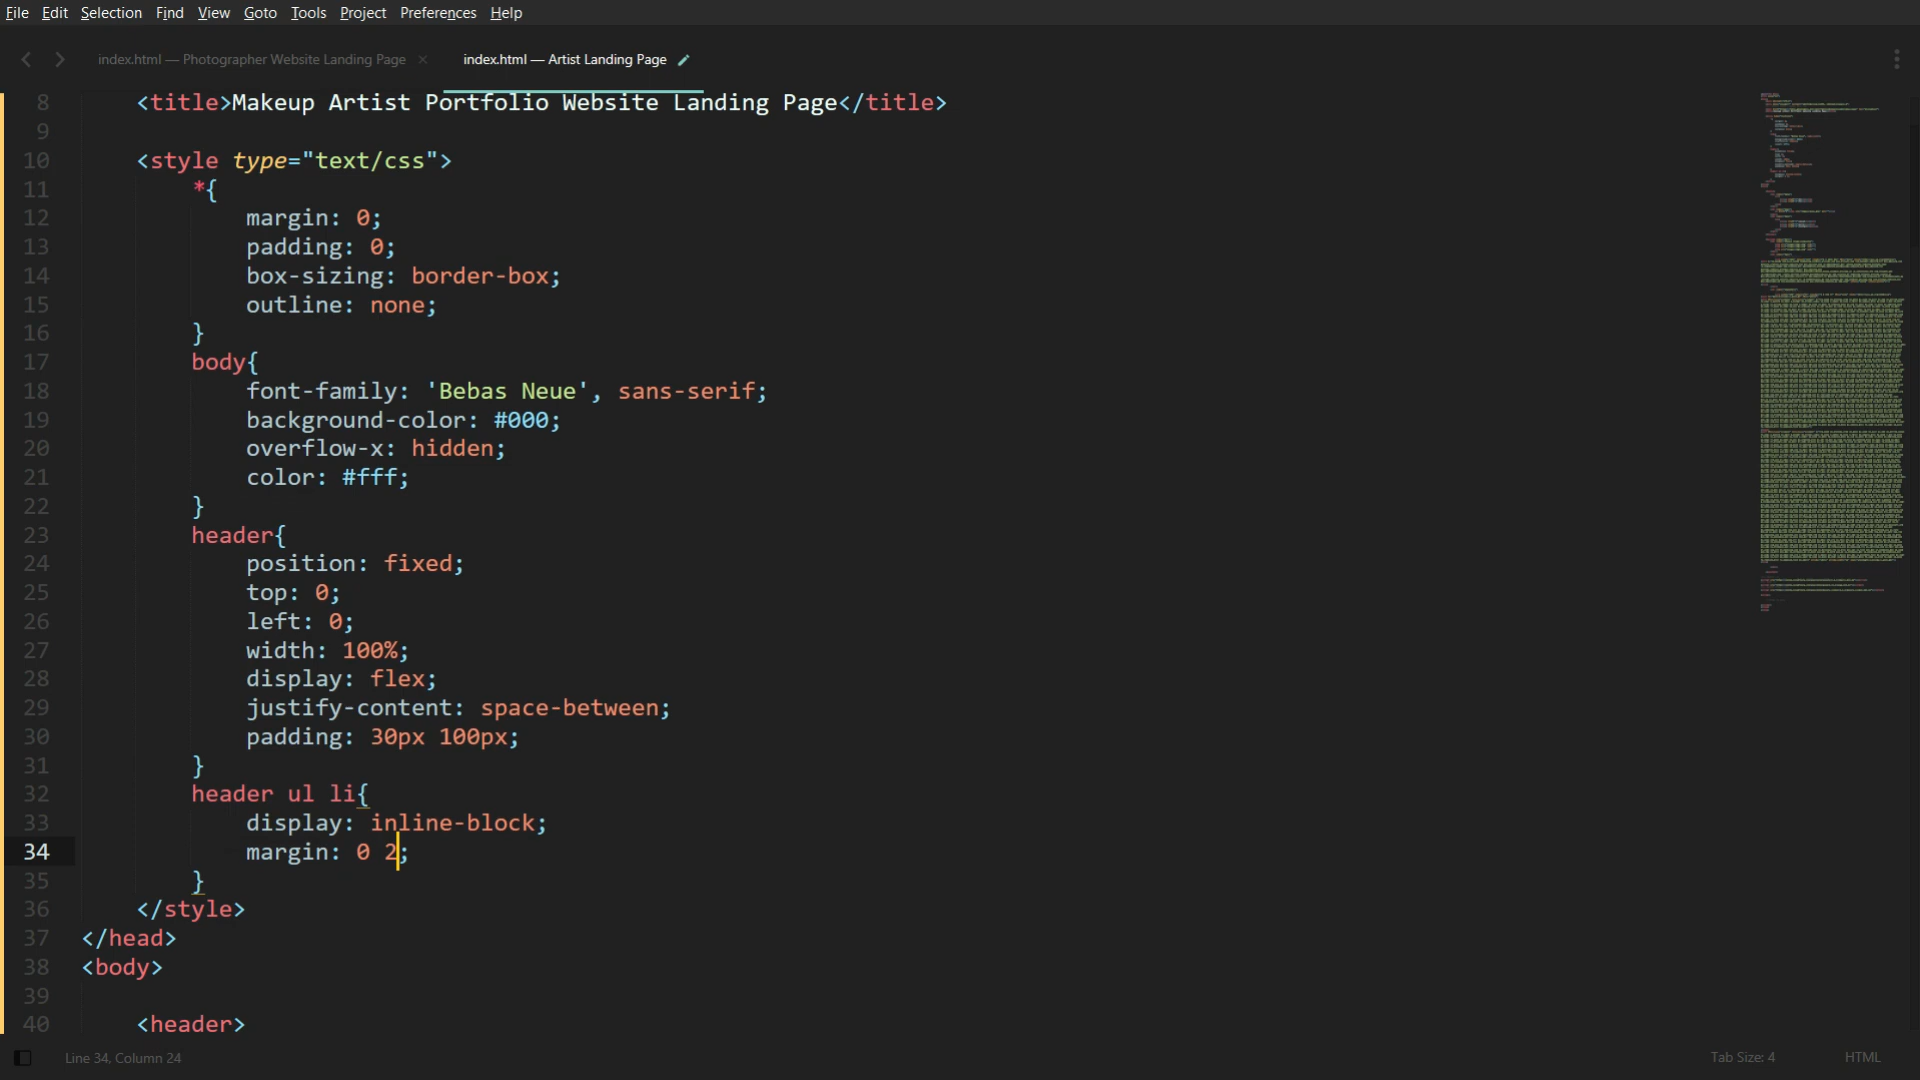 File Edit Selection Find View Goto Tools Project Preferences Help
index.html — Photographer Website Landing Page × index.html — Artist Landing Page
8 <title>Makeup Artist Portfolio Website Landing Page</title>
9
10 <style type="text/css">
11 *{
12 margin: 0;
13 padding: 0;
14 box-sizing: border-box;
15 outline: none;
16 }
17 body{
18 font-family: 'Bebas Neue', sans-serif;
19 background-color: #000;
20 overflow-x: hidden;
21 color: #fff;
22 }
23 header{
24 position: fixed;
25 top: 0;
26 left: 0;
27 width: 100%;
28 display: flex;
29 justify-content: space-between;
30 padding: 30px 100px;
31 }
32 header ul li{
33 display: inline-block;
34 margin: 0 2;
35 }
36 </style>
37 </head>
38 <body>
39
40 <header>
Line 34, Column 24 Tab Size: 4 HTML